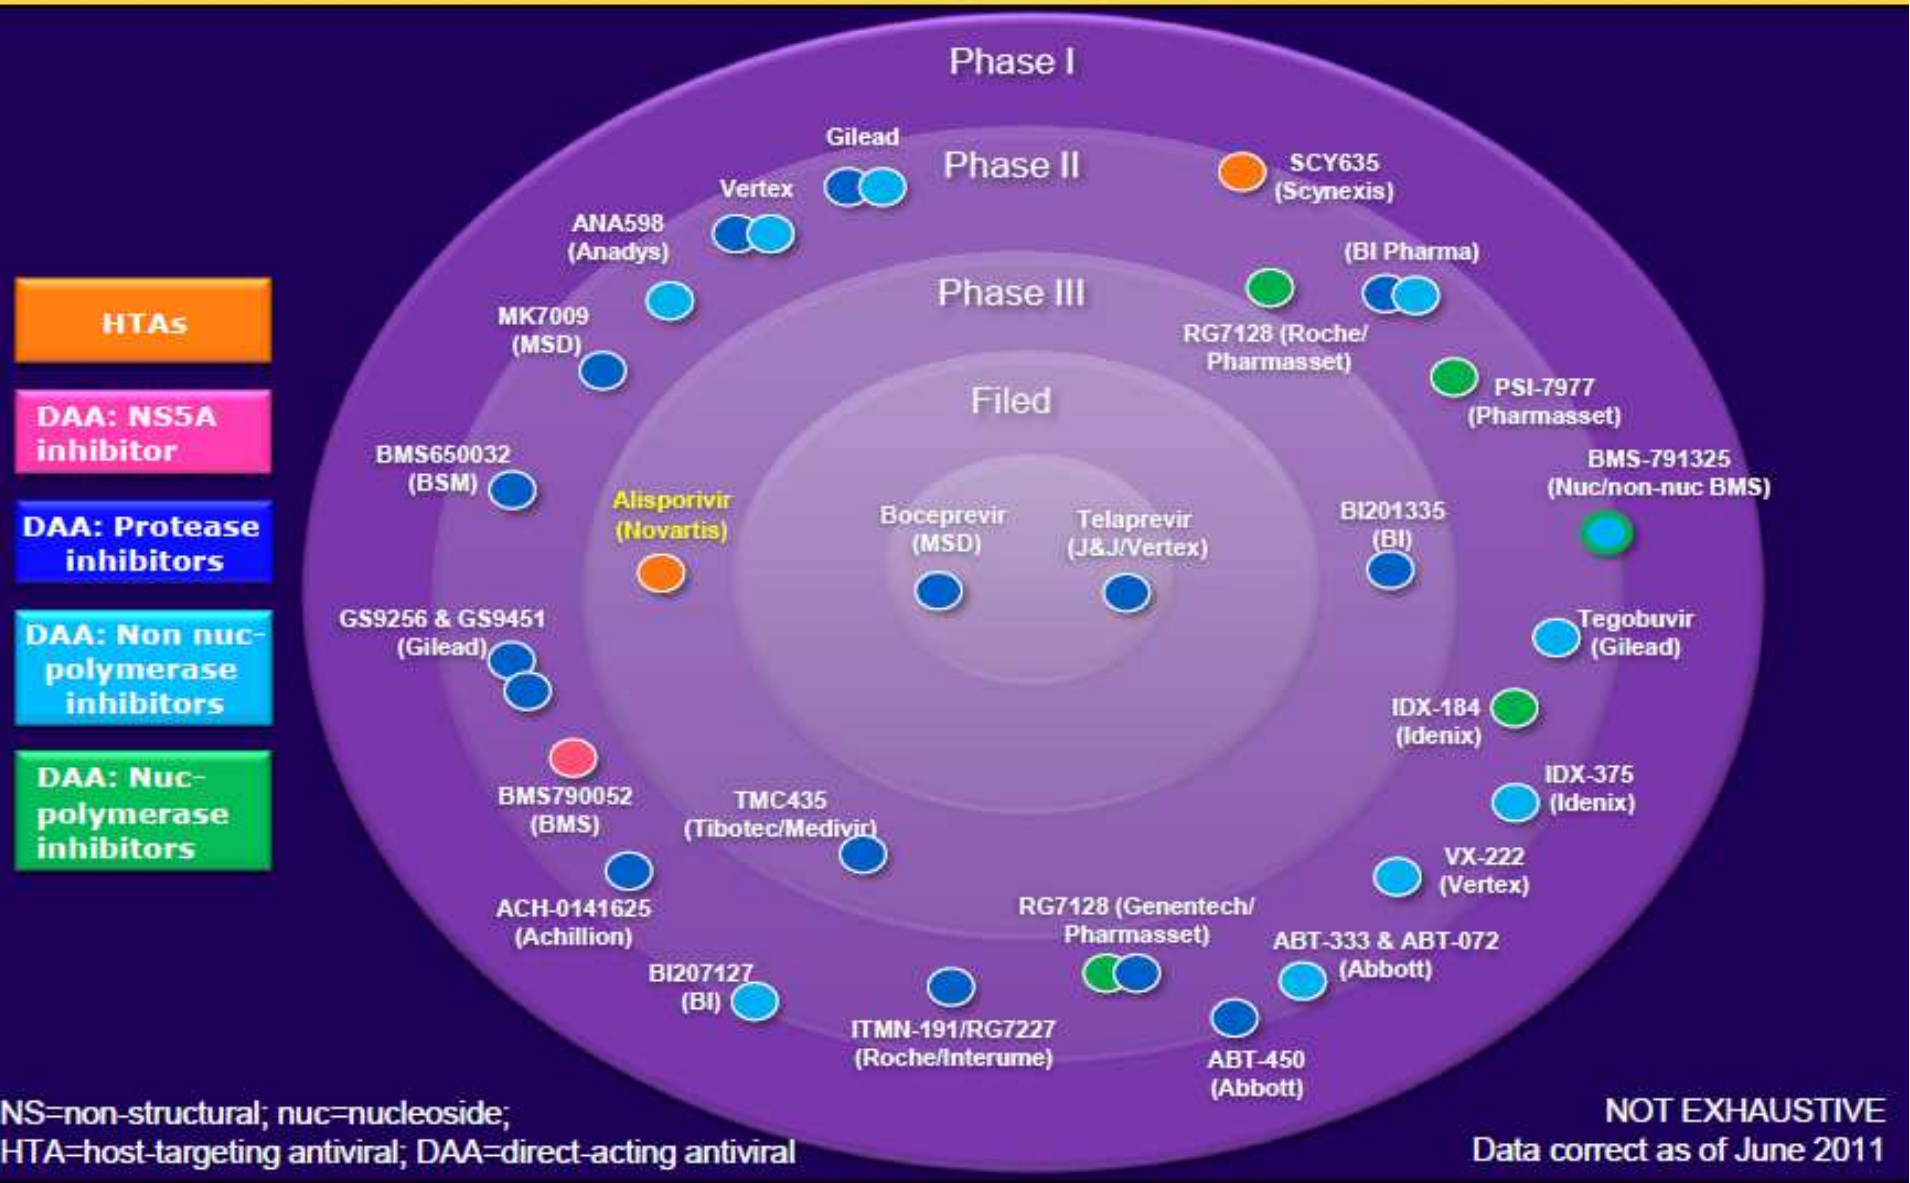 Phase I
Gilead
Phase II
SCY635
(Scynexis)
Vertex
ANA598
(Anadys)
(BI Pharma)
Phase III
HTAs
MK7009
(MSD)
RG7128 (Roche/
Pharmasset)
PSI-7977
(Pharmasset)
Filed
DAA: NS5A
inhibitor
BMS650032
(BSM)
BMS-791325
(Nuc/non-nuc BMS)
Alisporivir
(Novartis)
Boceprevir
(MSD)
Telaprevir
(J&J/Vertex)
BI201335
(BI)
DAA: Protease
inhibitors
GS9256 & GS9451
(Gilead)
Tegobuvir
(Gilead)
DAA: Non nuc-
polymerase
inhibitors
IDX-184
(Idenix)
IDX-375
(Idenix)
DAA: Nuc-
polymerase
inhibitors
BMS790052
(BMS)
TMC435
(Tibotec/Medivir)
VX-222
(Vertex)
ACH-0141625
(Achillion)
RG7128 (Genentech/
Pharmasset)
ABT-333 & ABT-072
(Abbott)
BI207127
(BI)
ITMN-191/RG7227
(Roche/Interume)
ABT-450
(Abbott)
NS=non-structural; nuc=nucleoside;
HTA=host-targeting antiviral; DAA=direct-acting antiviral
NOT EXHAUSTIVE
Data correct as of June 2011